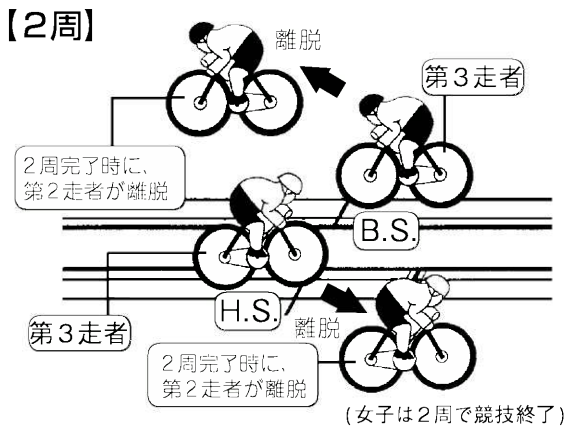 【2周】
離脱
第3走者
2周完了時に、
第2走者が離脱
B.S.
H.S.
第3走者
離脱
2周完了時に、
第2走者が離脱
(女子は2周で競技終了)